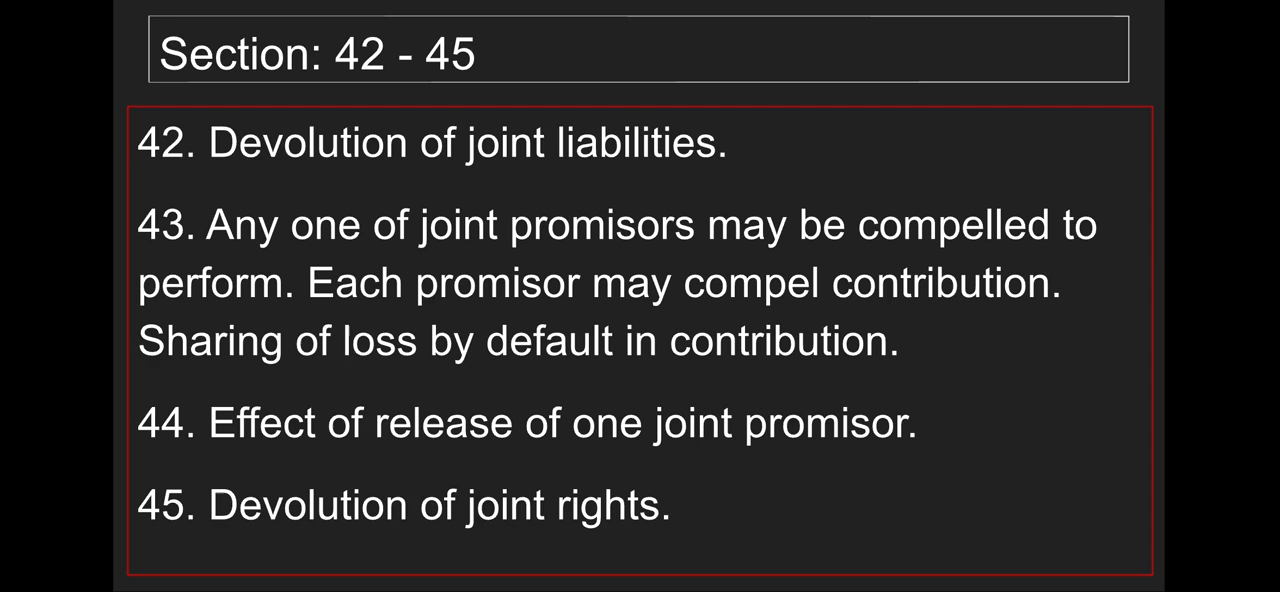 Section: 42 - 45
42. Devolution of joint liabilities.
43. Any one of joint promisors may be compelled to
perform. Each promisor may compel contribution.
Sharing of loss by default in contribution.
44. Effect of release of one joint promisor.
45. Devolution of joint rights.